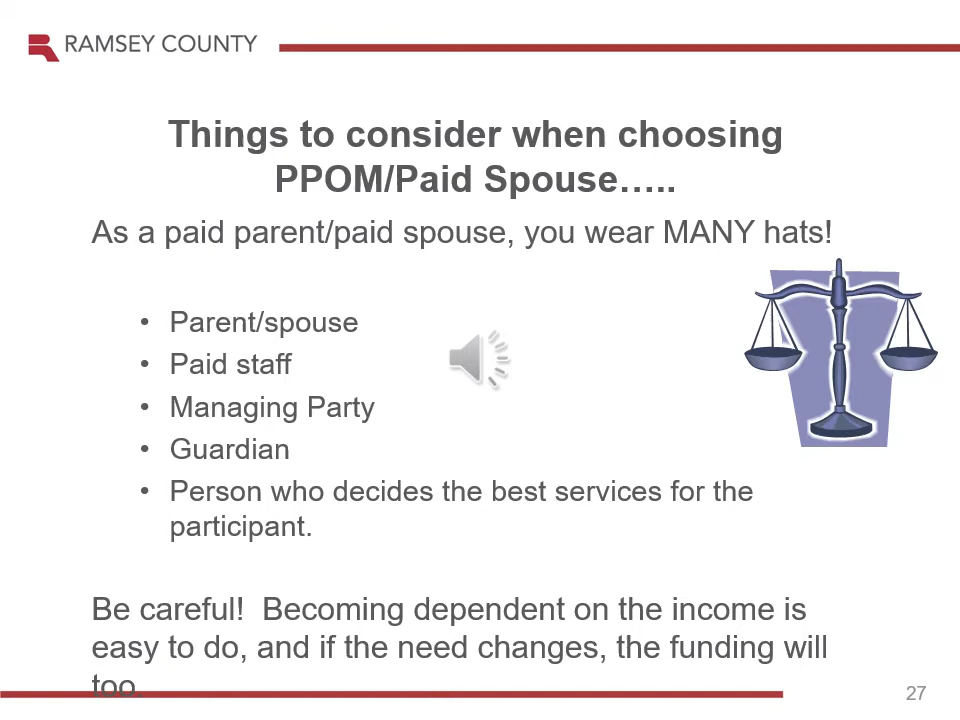 RAMSEY COUNTY
Things to consider when choosing
PPOM/Paid Spouse…..
As a paid parent/paid spouse, you wear MANY hats!
• Parent/spouse
• Paid staff
• Managing Party
• Guardian
• Person who decides the best services for the
participant.
Be careful!  Becoming dependent on the income is
easy to do, and if the need changes, the funding will
too.
27